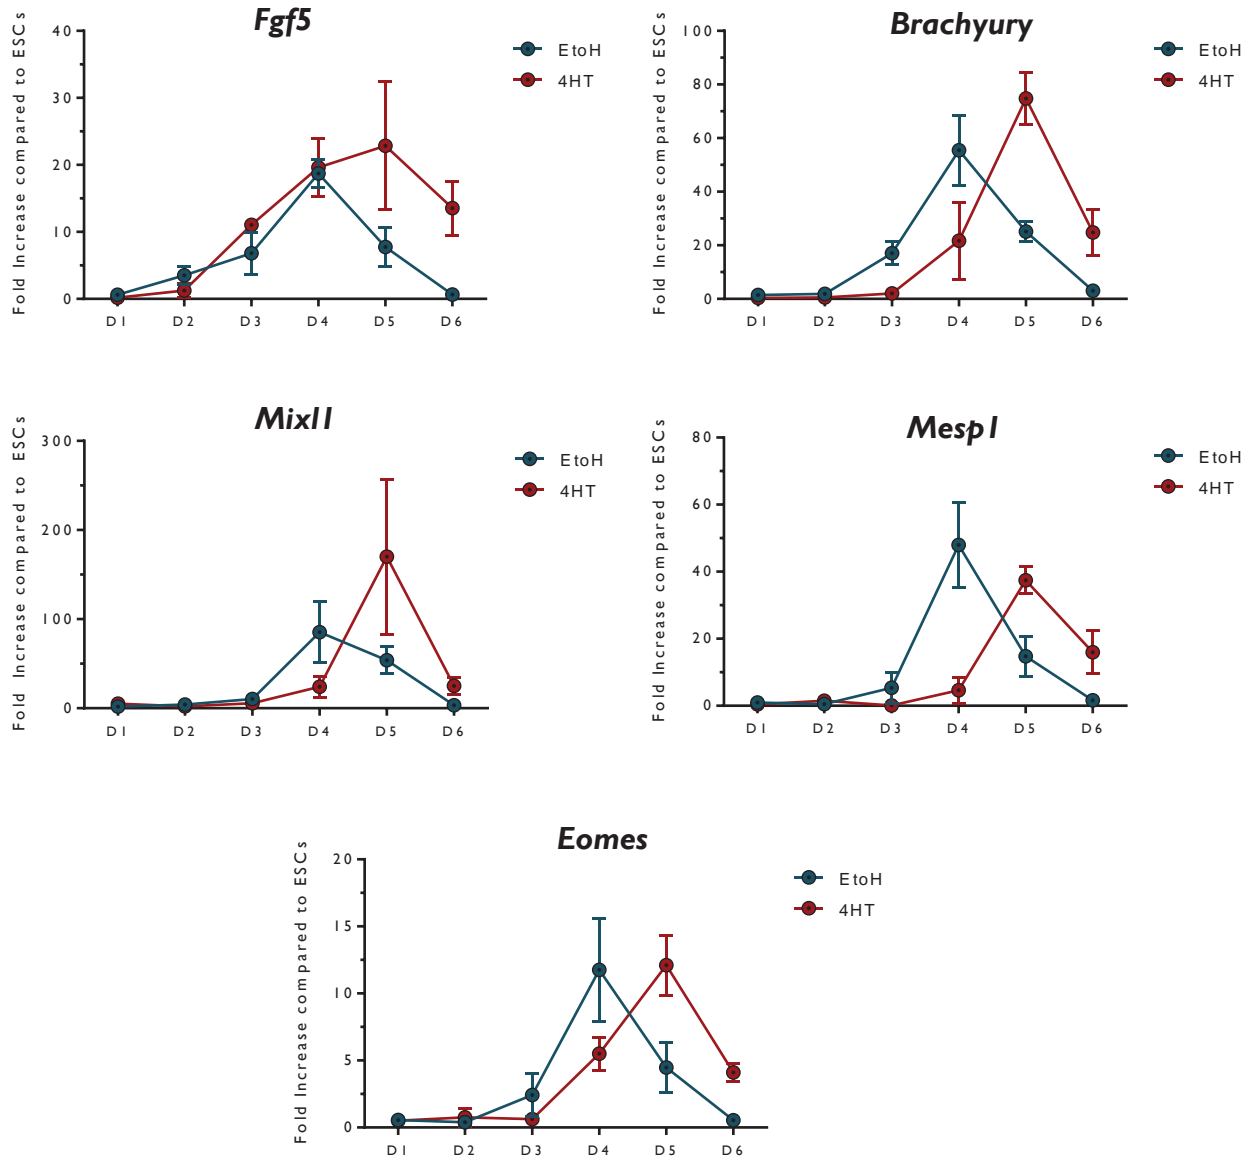 Fgf5
Fold Increase compared to ESCs
40
30
20
10
0
D1 D2 D3 D4 D5 D6
EtoH
4HT
Brachyury
Fold Increase compared to ESCs
100
80
60
40
20
0
D1 D2 D3 D4 D5 D6
EtoH
4HT
Mixl1
Fold Increase compared to ESCs
300
200
100
0
D1 D2 D3 D4 D5 D6
EtoH
4HT
Mesp1
Fold Increase compared to ESCs
80
60
40
20
0
D1 D2 D3 D4 D5 D6
EtoH
4HT
Eomes
Fold Increase compared to ESCs
20
15
10
5
0
D1 D2 D3 D4 D5 D6
EtoH
4HT